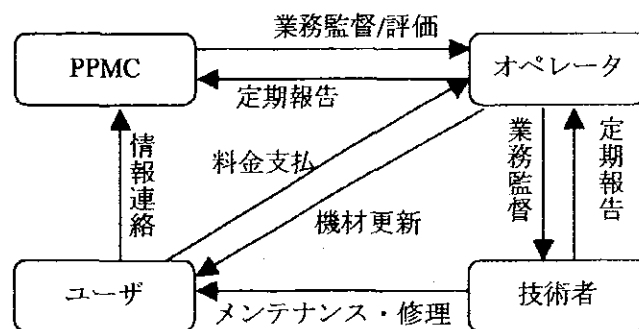 業務監督/評価
PPMC
オペレータ
定期報告
情報連絡
料金支払
業務監督
定期報告
機材更新
ユーザ
技術者
メンテナンス・修理